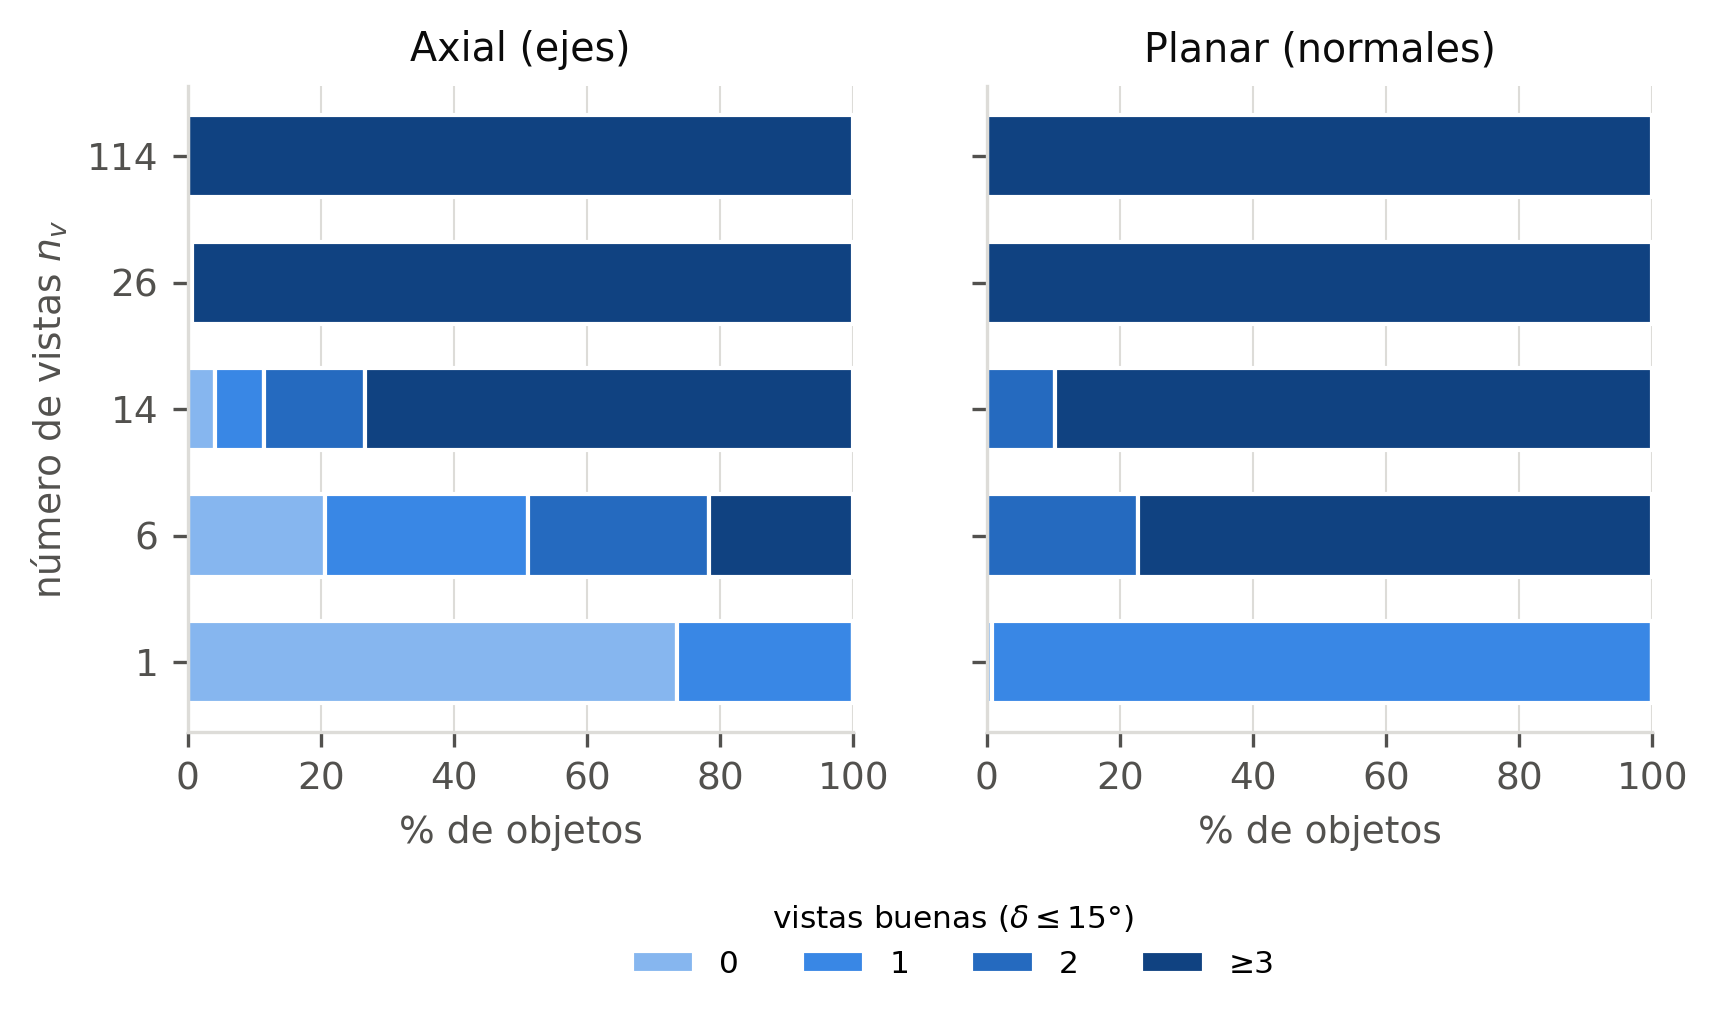 Axial (ejes)
Planar (normales)
número de vistas nᵥ
114
26
14
6
1
0 20 40 60 80 100
0 20 40 60 80 100
% de objetos
% de objetos
vistas buenas (δ ≤ 15°)
0 1 2 ≥3